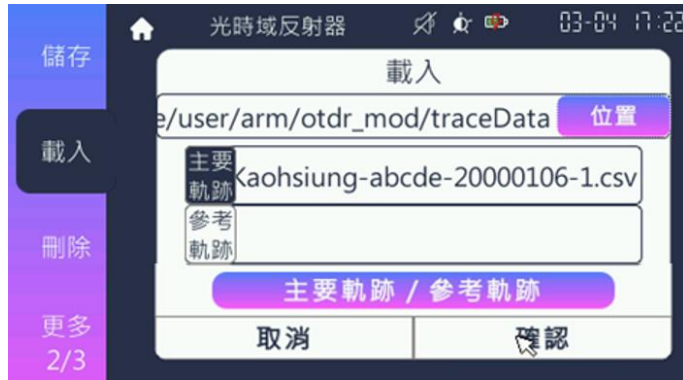 光時域反射器 03-04 17:22
儲存
載入
刪除
更多
2/3
載入
e/user/arm/otdr_mod/traceData 位置
主要
軌跡
Kaohsiung-abcde-20000106-1.csv
參考
軌跡
主要軌跡 / 參考軌跡
取消 確認